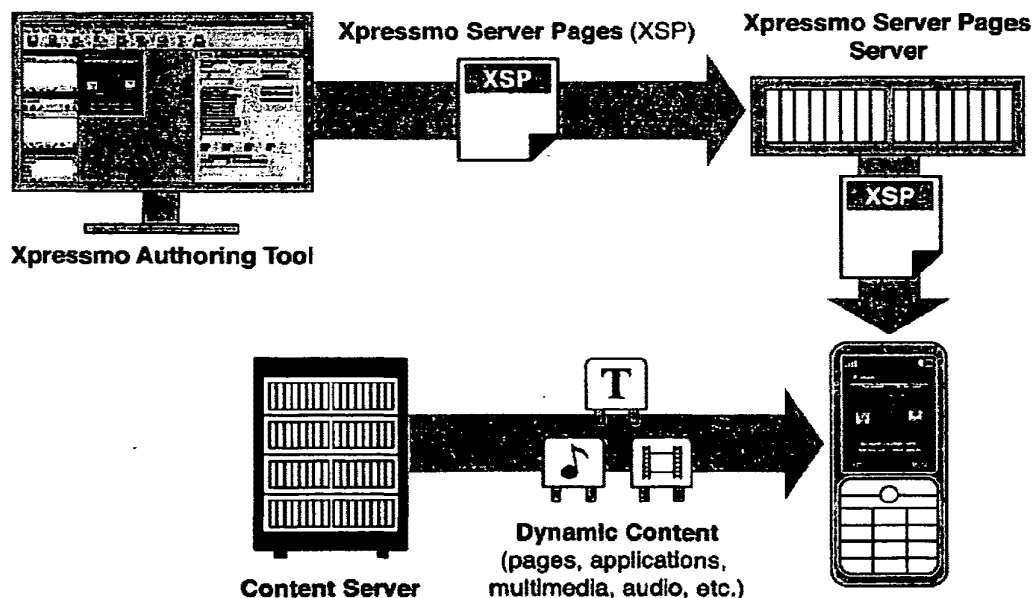 Xpressmo Server Pages (XSP)
Xpressmo Server Pages
Server
XSP
XSP
Xpressmo Authoring Tool
T
Dynamic Content
(pages, applications,
multimedia, audio, etc.)
Content Server